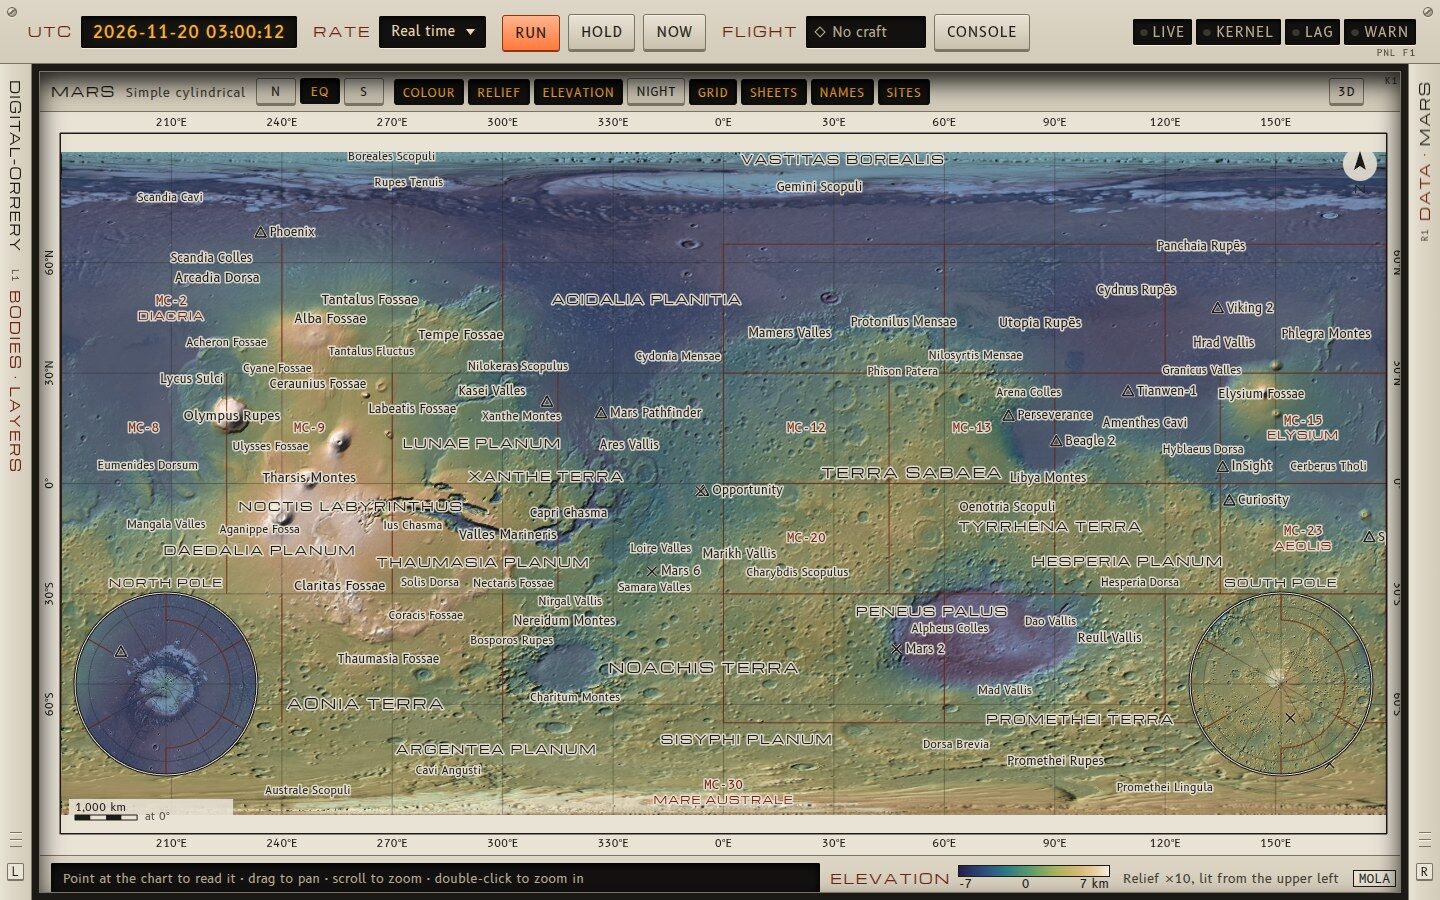 UTC 2026-11-20 03:00:12 RATE Real time RUN HOLD NOW FLIGHT No craft CONSOLE LIVE KERNEL LAG WARN
PNL F1
DIGITAL-ORRERY L1 BODIES · LAYERS
L
MARS Simple cylindrical N EQ S COLOUR RELIEF ELEVATION NIGHT GRID SHEETS NAMES SITES 3D K1
210°E 240°E 270°E 300°E 330°E 0°E 30°E 60°E 90°E 120°E 150°E
Boreales Scopuli
VASTITAS BOREALIS
Rupes Tenuis
Gemini Scopuli
Scandia Cavi
N
Phoenix
Panchaia Rupēs
Scandia Colles
60°N
60°N
Arcadia Dorsa
Cydnus Rupēs
MC-2
DIACRIA
Tantalus Fossae
ACIDALIA PLANITIA
Viking 2
Alba Fossae
Protonilus Mensae
Utopia Rupēs
Tempe Fossae
Mamers Valles
Phlegra Montes
Acheron Fossae
Hrad Vallis
Tantalus Fluctus
Cydonia Mensae
Nilosyrtis Mensae
Cyane Fossae
Nilokeras Scopulus
Phison Patera
Granicus Valles
30°N
Lycus Sulci
Ceraunius Fossae
Kasei Valles
Arena Colles
Tianwen-1
Elysium Fossae
Labeatis Fossae
Olympus Rupes
Xanthe Montes
Mars Pathfinder
Perseverance
Amenthes Cavi
MC-8
MC-9
MC-12
MC-13
MC-15
ELYSIUM
Ulysses Fossae
LUNAE PLANUM
Ares Vallis
Beagle 2
Hyblaeus Dorsa
Eumenides Dorsum
InSight
Cerberus Tholi
Tharsis Montes
XANTHE TERRA
TERRA SABAEA
Libya Montes
0°
0°
Opportunity
Curiosity
NOCTIS LABYRINTHUS
Capri Chasma
Oenotria Scopuli
Mangala Valles
Aganippe Fossa
Ius Chasma
TYRRHENA TERRA
Valles Marineris
MC-20
MC-23
AEOLIS
S
DAEDALIA PLANUM
Loire Valles
Marikh Vallis
THAUMASIA PLANUM
HESPERIA PLANUM
Mars 6
Charybdis Scopulus
NORTH POLE
Claritas Fossae
Solis Dorsa
Nectaris Fossae
Samara Valles
Hesperia Dorsa
SOUTH POLE
30°S
Nirgal Vallis
Coracis Fossae
Nereidum Montes
PENEUS PALUS
Alpheus Colles
Dao Vallis
Bosporos Rupes
Reull Vallis
Thaumasia Fossae
Mars 2
NOACHIS TERRA
Charitum Montes
Mad Vallis
60°S
60°S
AONIA TERRA
PROMETHEI TERRA
SISYPHI PLANUM
ARGENTEA PLANUM
Dorsa Brevia
Promethei Rupes
Cavi Angusti
MC-30
MARE AUSTRALE
Australe Scopuli
Promethei Lingula
1,000 km
at 0°
210°E 240°E 270°E 300°E 330°E 0°E 30°E 60°E 90°E 120°E 150°E
Point at the chart to read it · drag to pan · scroll to zoom · double-click to zoom in
ELEVATION -7 0 7 km Relief ×10, lit from the upper left MOLA
R1 DATA · MARS
R